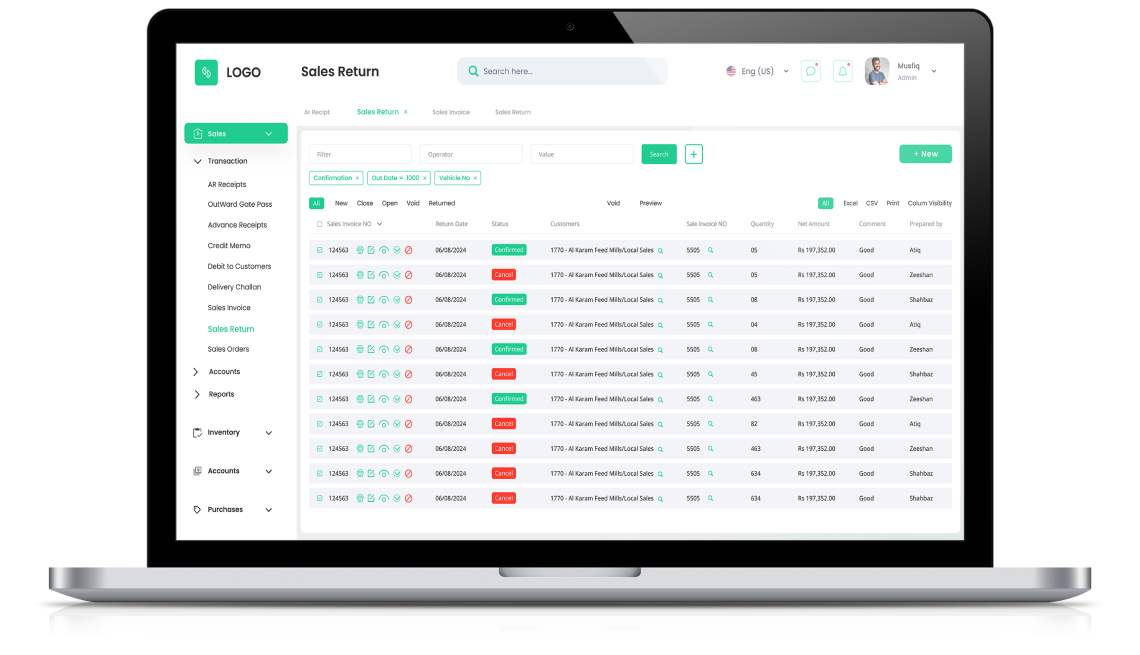 LOGO
Sales Return
Search here...
Eng (US)
Musfiq
Admin
Ar Recipt
Sales Return ×
Sales Invoice
Sales Return
Sales
Transaction
AR Receipts
OutWard Gate Pass
Advance Receipts
Credit Memo
Debit to Customers
Delivery Challan
Sales Invoice
Sales Return
Sales Orders
Accounts
Reports
Inventory
Accounts
Purchases
Filter Operator Value Search + + New
Confirmation × Out Date = 1000 × Vehicle No ×
All New Close Open Void Returned Void Preview All Excel CSV Print Colum Visibility
Sales Invoice NO Return Date Status Customers Sale Invoice NO Quantity Net Amount Comment Prepared by
124563 06/08/2024 Confirmed 1770 - Al Karam Feed Mills/Local Sales 5505 05 Rs 197,352.00 Good Atiq
124563 06/08/2024 Cancel 1770 - Al Karam Feed Mills/Local Sales 5505 05 Rs 197,352.00 Good Zeeshan
124563 06/08/2024 Confirmed 1770 - Al Karam Feed Mills/Local Sales 5505 08 Rs 197,352.00 Good Shahbaz
124563 06/08/2024 Cancel 1770 - Al Karam Feed Mills/Local Sales 5505 04 Rs 197,352.00 Good Atiq
124563 06/08/2024 Confirmed 1770 - Al Karam Feed Mills/Local Sales 5505 08 Rs 197,352.00 Good Zeeshan
124563 06/08/2024 Cancel 1770 - Al Karam Feed Mills/Local Sales 5505 45 Rs 197,352.00 Good Shahbaz
124563 06/08/2024 Confirmed 1770 - Al Karam Feed Mills/Local Sales 5505 463 Rs 197,352.00 Good Zeeshan
124563 06/08/2024 Cancel 1770 - Al Karam Feed Mills/Local Sales 5505 82 Rs 197,352.00 Good Atiq
124563 06/08/2024 Cancel 1770 - Al Karam Feed Mills/Local Sales 5505 463 Rs 197,352.00 Good Zeeshan
124563 06/08/2024 Cancel 1770 - Al Karam Feed Mills/Local Sales 5505 634 Rs 197,352.00 Good Shahbaz
124563 06/08/2024 Cancel 1770 - Al Karam Feed Mills/Local Sales 5505 634 Rs 197,352.00 Good Shahbaz